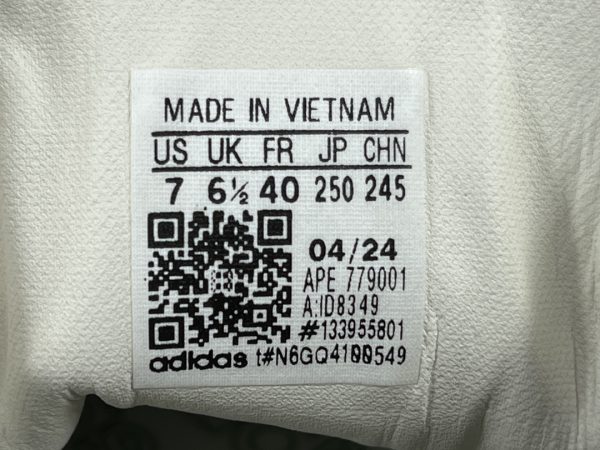 MADE IN VIETNAM
US UK FR JP CHN
7 6½ 40 250 245
04/24
APE 779001
A:ID8349
#133955801
adidas t#N6GQ4100549